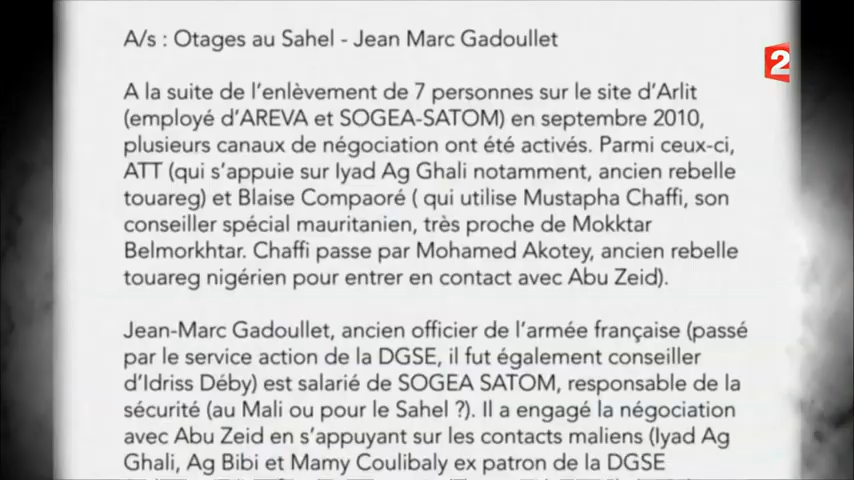 A/s : Otages au Sahel - Jean Marc Gadoullet
2
A la suite de l'enlèvement de 7 personnes sur le site d'Arlit
(employé d'AREVA et SOGEA-SATOM) en septembre 2010,
plusieurs canaux de négociation ont été activés. Parmi ceux-ci,
ATT (qui s'appuie sur Iyad Ag Ghali notamment, ancien rebelle
touareg) et Blaise Compaoré ( qui utilise Mustapha Chaffi, son
conseiller spécial mauritanien, très proche de Mokktar
Belmorkhtar. Chaffi passe par Mohamed Akotey, ancien rebelle
touareg nigérien pour entrer en contact avec Abu Zeid).
Jean-Marc Gadoullet, ancien officier de l'armée française (passé
par le service action de la DGSE, il fut également conseiller
d'Idriss Déby) est salarié de SOGEA SATOM, responsable de la
sécurité (au Mali ou pour le Sahel ?). Il a engagé la négociation
avec Abu Zeid en s'appuyant sur les contacts maliens (Iyad Ag
Ghali, Ag Bibi et Mamy Coulibaly ex patron de la DGSE